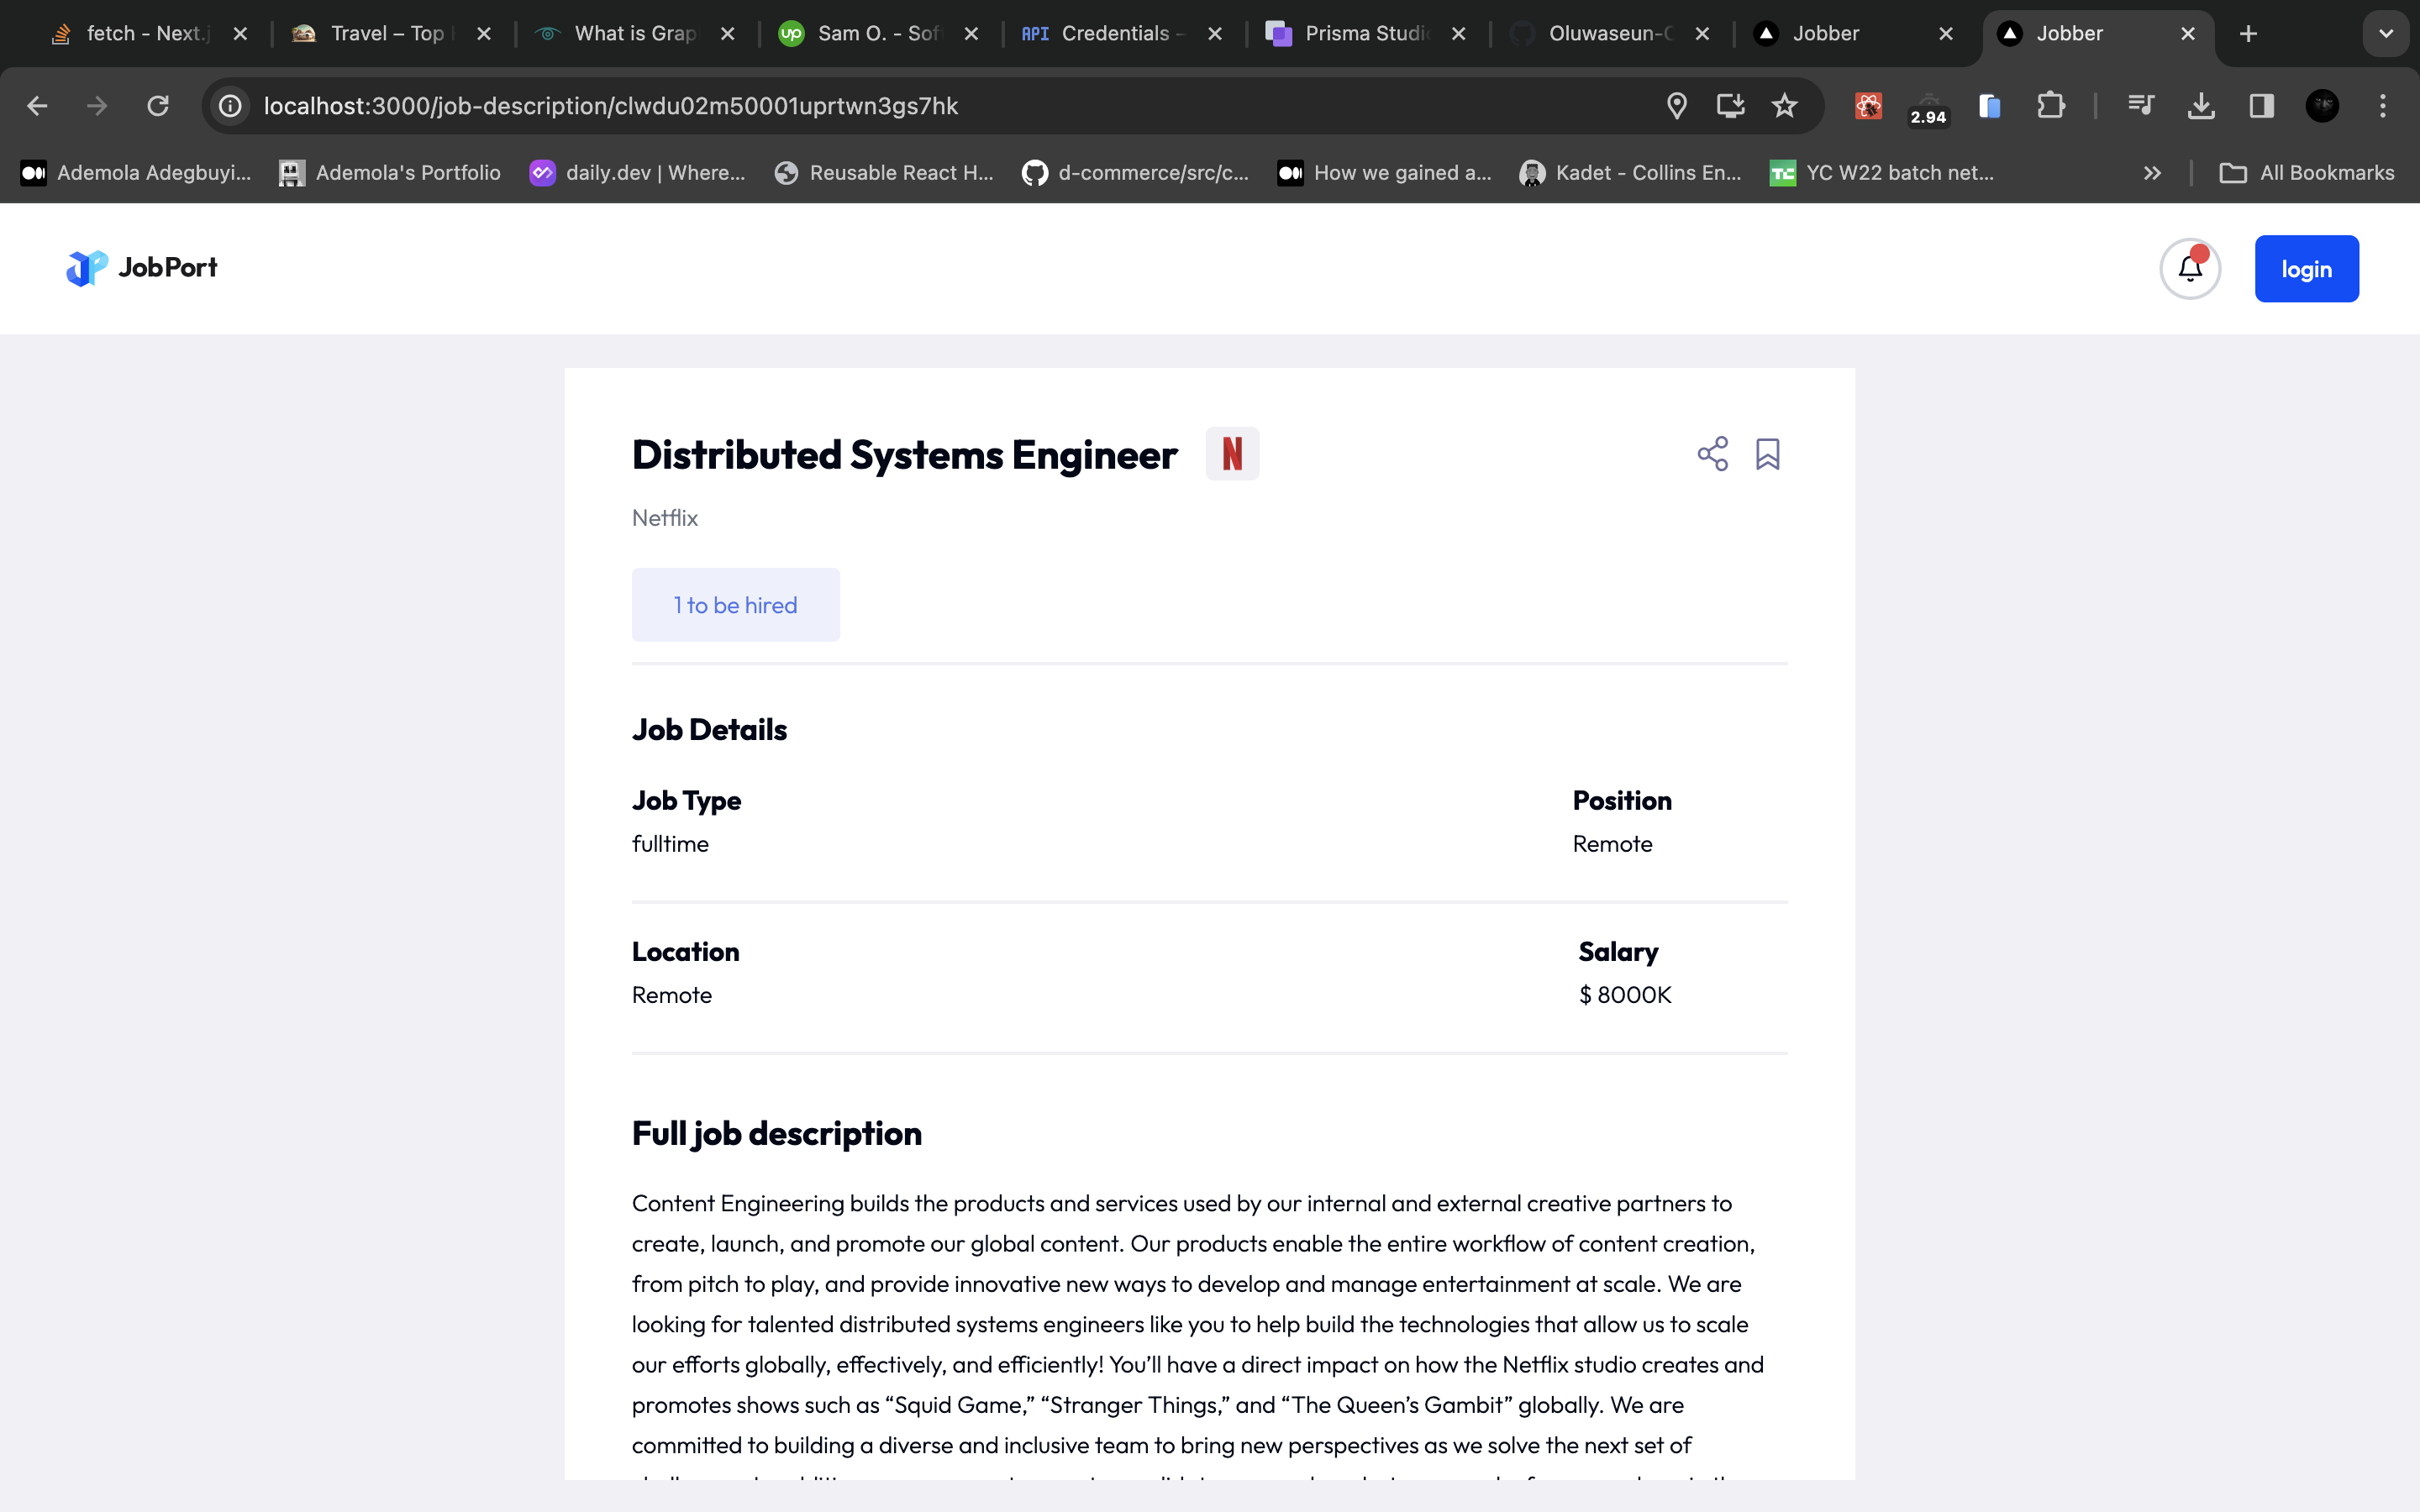 fetch - Next.j
Travel – Top
What is Grap
Sam O. - Sof
API Credentials –
Prisma Studi
Oluwaseun-
Jobber
Jobber
localhost:3000/job-description/clwdu02m50001uprtwn3gs7hk
2.94
Ademola Adegbuyi...
Ademola's Portfolio
daily.dev | Where...
Reusable React H...
d-commerce/src/c...
How we gained a...
Kadet - Collins En...
YC W22 batch net...
All Bookmarks
JobPort
login
Distributed Systems Engineer
Netflix
1 to be hired
Job Details
Job Type
Position
fulltime
Remote
Location
Salary
Remote
$ 8000K
Full job description
Content Engineering builds the products and services used by our internal and external creative partners to
create, launch, and promote our global content. Our products enable the entire workflow of content creation,
from pitch to play, and provide innovative new ways to develop and manage entertainment at scale. We are
looking for talented distributed systems engineers like you to help build the technologies that allow us to scale
our efforts globally, effectively, and efficiently! You’ll have a direct impact on how the Netflix studio creates and
promotes shows such as “Squid Game,” “Stranger Things,” and “The Queen’s Gambit” globally. We are
committed to building a diverse and inclusive team to bring new perspectives as we solve the next set of